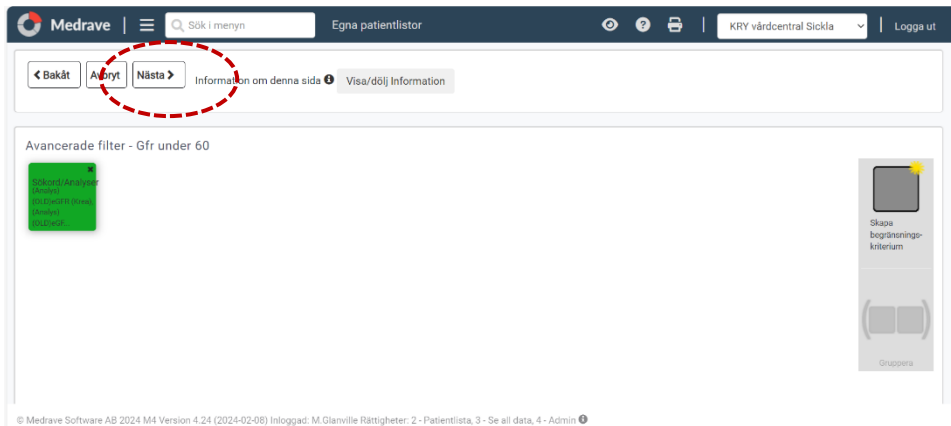 Medrave
Sök i menyn
Egna patientlistor
KRY vårdcentral Sickla
Logga ut
Bakåt
Avbryt
Nästa
Information om denna sida
Visa/dölj Information
Avancerade filter - Gfr under 60
Sökord/Analyser
(Analys)
(OLD)eGFR (Krea),
(Analys)
(OLD)eGF...
Skapa
begränsnings-
kriterium
Gruppera
© Medrave Software AB 2024 M4 Version 4.24 (2024-02-08) Inloggad: M.Glanville Rättigheter: 2 - Patientlista, 3 - Se all data, 4 - Admin